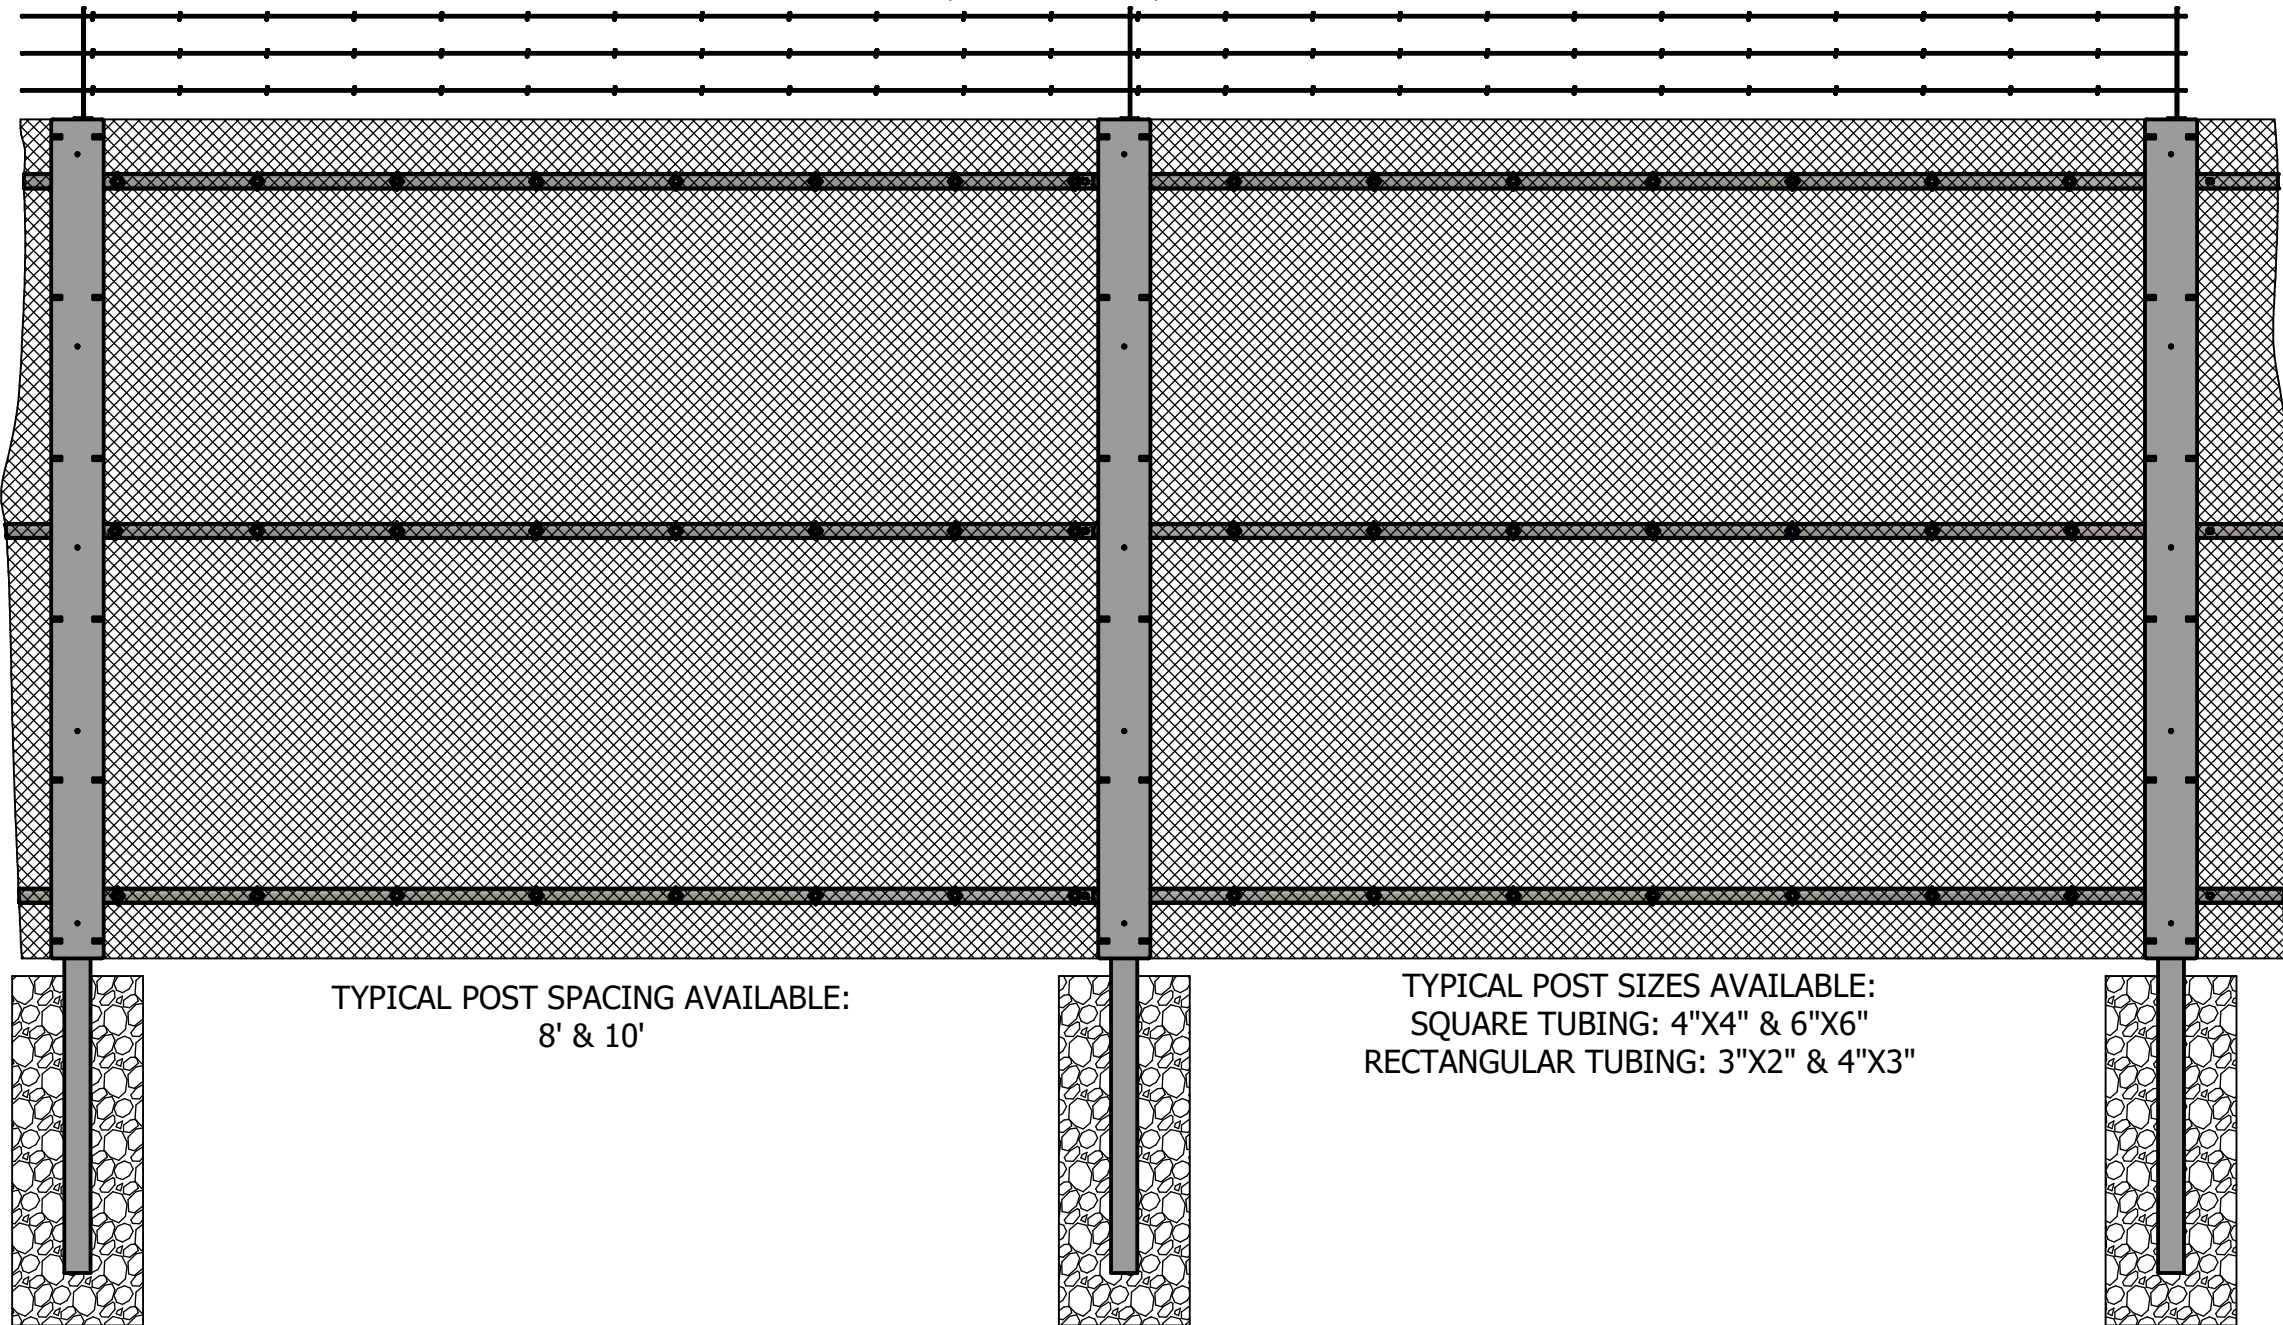 TYPICAL POST SPACING AVAILABLE:
8' & 10'
TYPICAL POST SIZES AVAILABLE:
SQUARE TUBING: 4"X4" & 6"X6"
RECTANGULAR TUBING: 3"X2" & 4"X3"